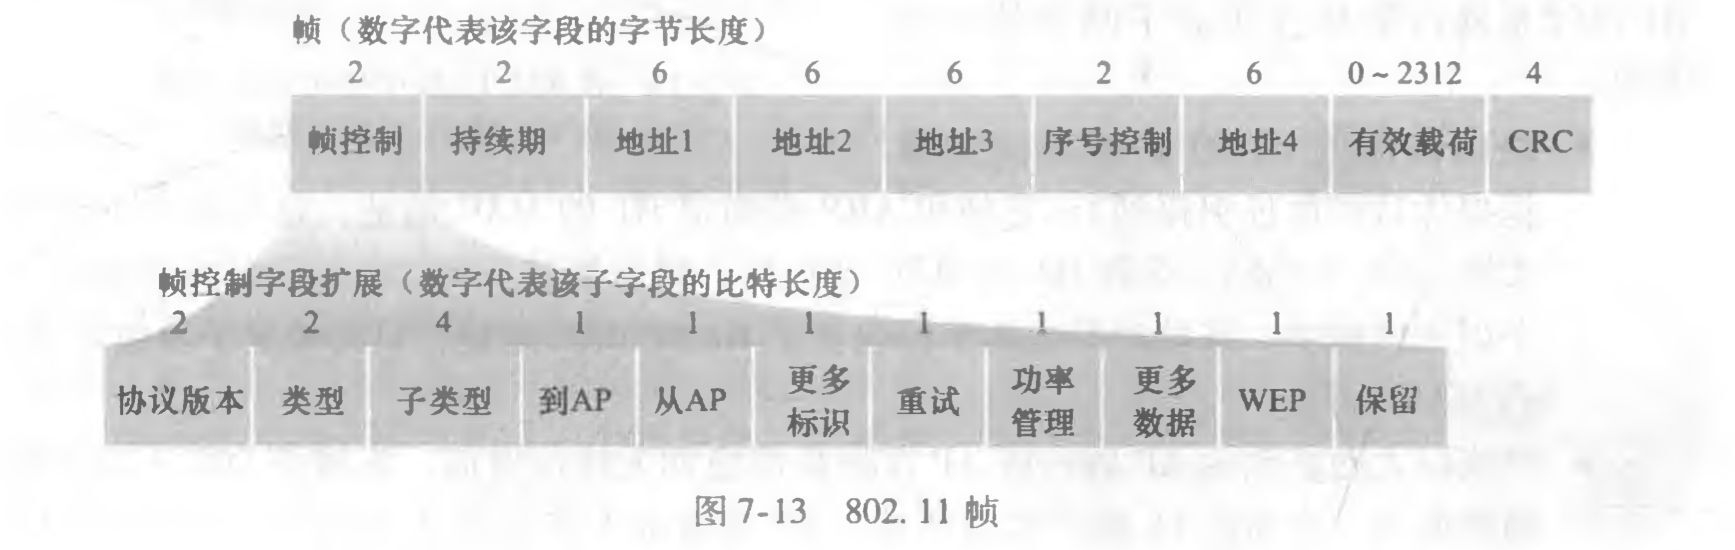 帧（数字代表该字段的字节长度）
2 2 6 6 6 2 6 0~2312 4
帧控制 持续期 地址1 地址2 地址3 序号控制 地址4 有效载荷 CRC
帧控制字段扩展（数字代表该子字段的比特长度）
2 2 4 1 1 1 1 1 1 1 1
协议版本 类型 子类型 到AP 从AP 更多标识 重试 功率管理 更多数据 WEP 保留
图 7-13 802.11 帧